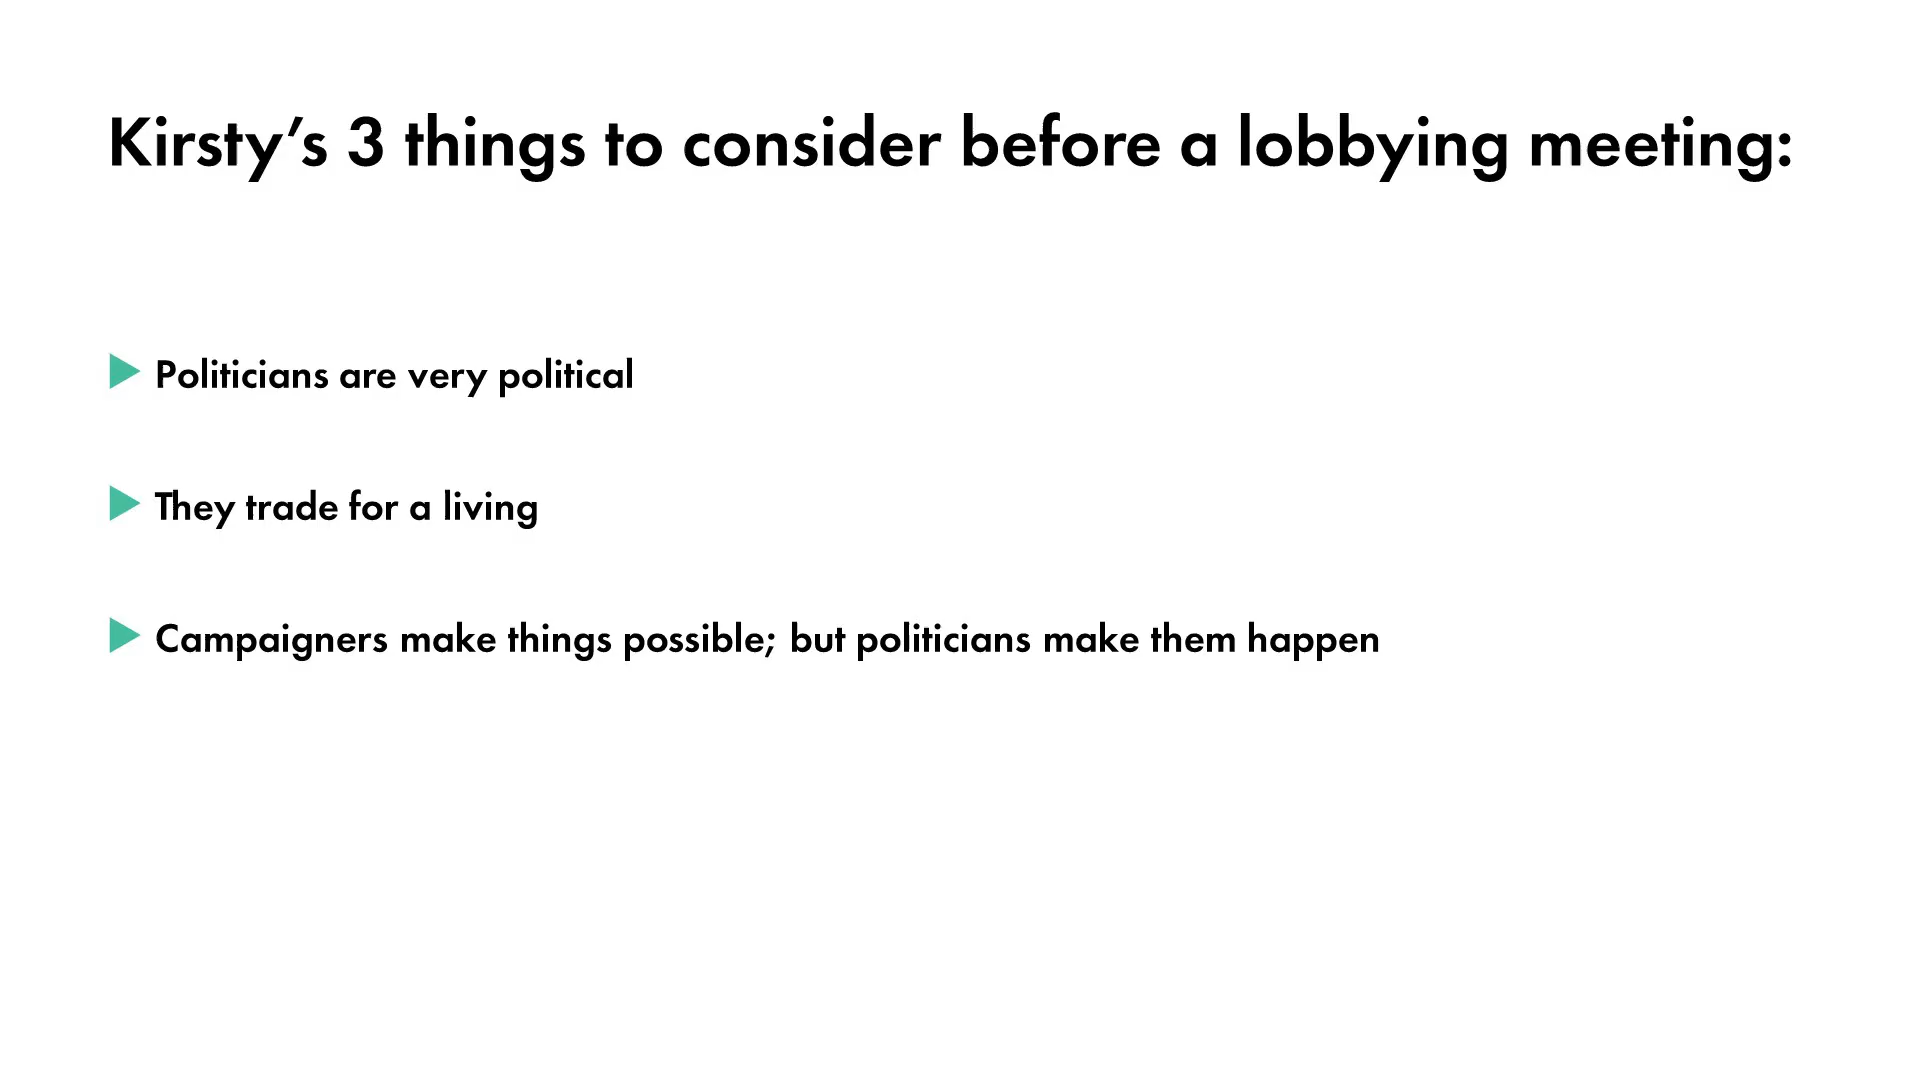 Kirsty’s 3 things to consider before a lobbying meeting:
Politicians are very political
They trade for a living
Campaigners make things possible; but politicians make them happen